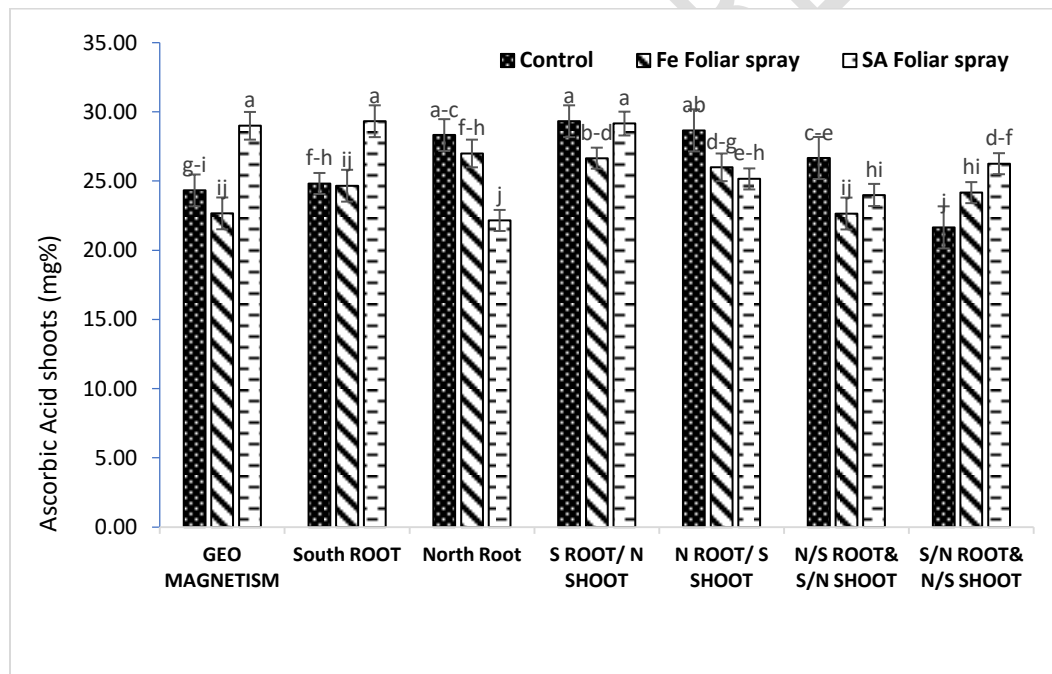 35.00
30.00
25.00
20.00
15.00
10.00
5.00
0.00
Ascorbic Acid shoots (mg%)
Control Fe Foliar spray SA Foliar spray
g-i ij a
f-h ij a
a-c f-h j
a b-d a
ab d-g e-h
c-e ij hi
j hi d-f
GEO
MAGNETISM
South ROOT
North Root
S ROOT/ N
SHOOT
N ROOT/ S
SHOOT
N/S ROOT&
S/N SHOOT
S/N ROOT&
N/S SHOOT